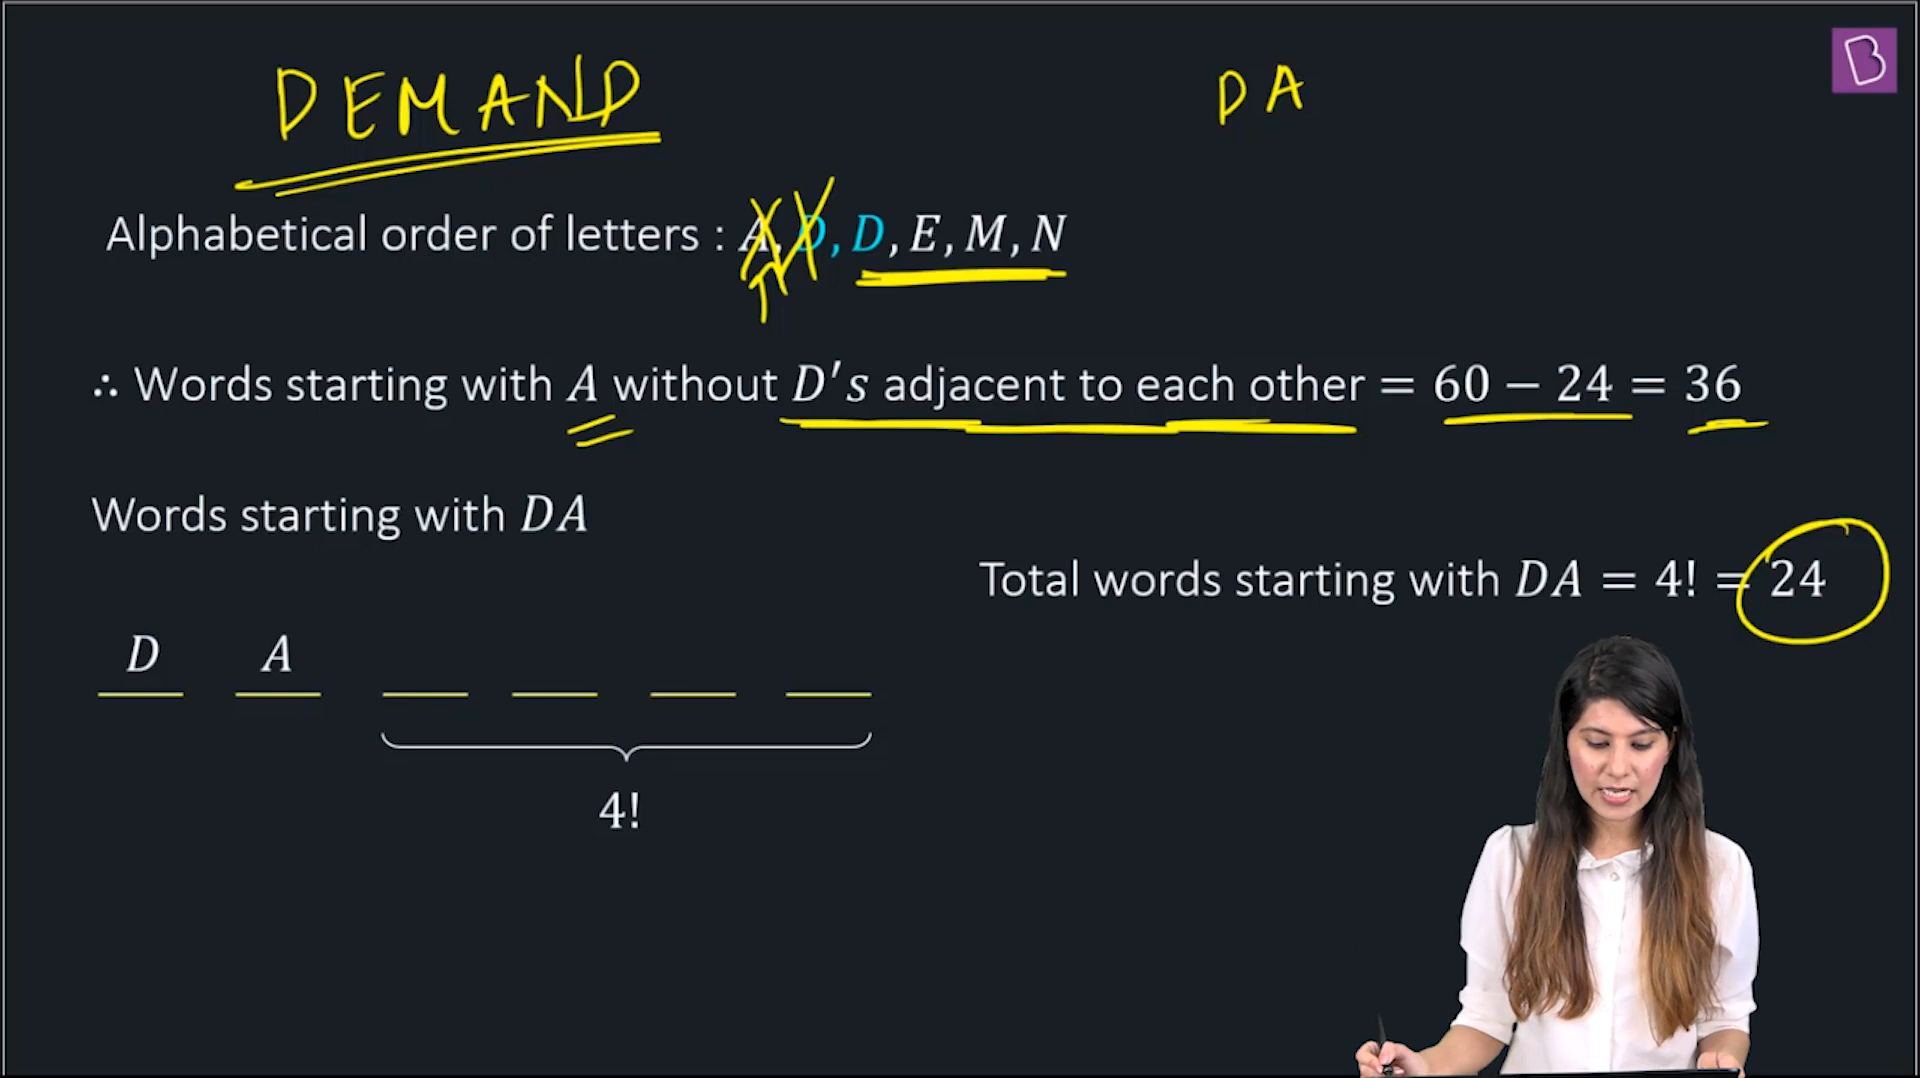 DEMAND
DA
B
Alphabetical order of letters : A, D, D, E, M, N
∴ Words starting with A without D's adjacent to each other = 60 − 24 = 36
Words starting with DA
Total words starting with DA = 4! = 24
D A
4!